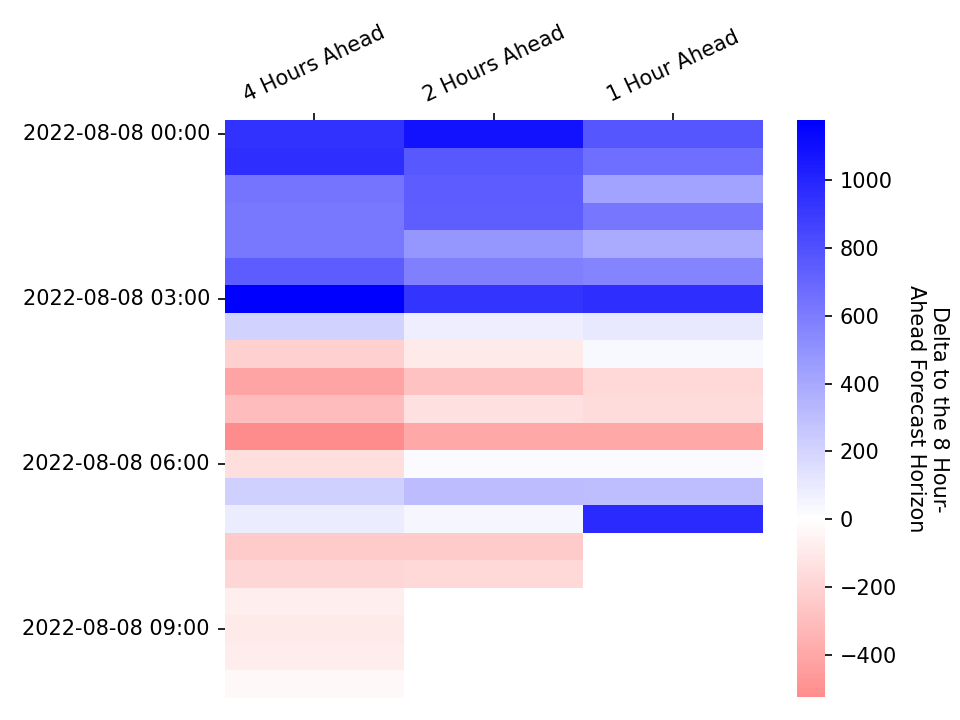 4 Hours Ahead
2 Hours Ahead
1 Hour Ahead
2022-08-08 00:00
2022-08-08 03:00
2022-08-08 06:00
2022-08-08 09:00
1000
800
600
400
200
0
−200
−400
Delta to the 8 Hour-
Ahead Forecast Horizon